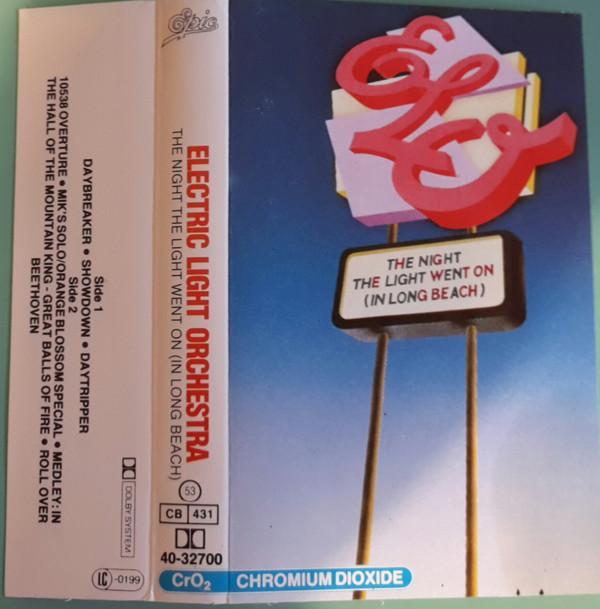 Side 1
DAYBREAKER • SHOWDOWN • DAYTRIPPER
Side 2
10538 OVERTURE • MIK'S SOLO/ORANGE BLOSSOM SPECIAL • MEDLEY: IN
THE HALL OF THE MOUNTAIN KING - GREAT BALLS OF FIRE • ROLL OVER
BEETHOVEN
DOLBY SYSTEM
LC -0199
Epic
ELECTRIC LIGHT ORCHESTRA
THE NIGHT THE LIGHT WENT ON (IN LONG BEACH)
53
CB 431
40-32700
CrO2 CHROMIUM DIOXIDE
ELO
THE NIGHT
THE LIGHT WENT ON
(IN LONG BEACH)